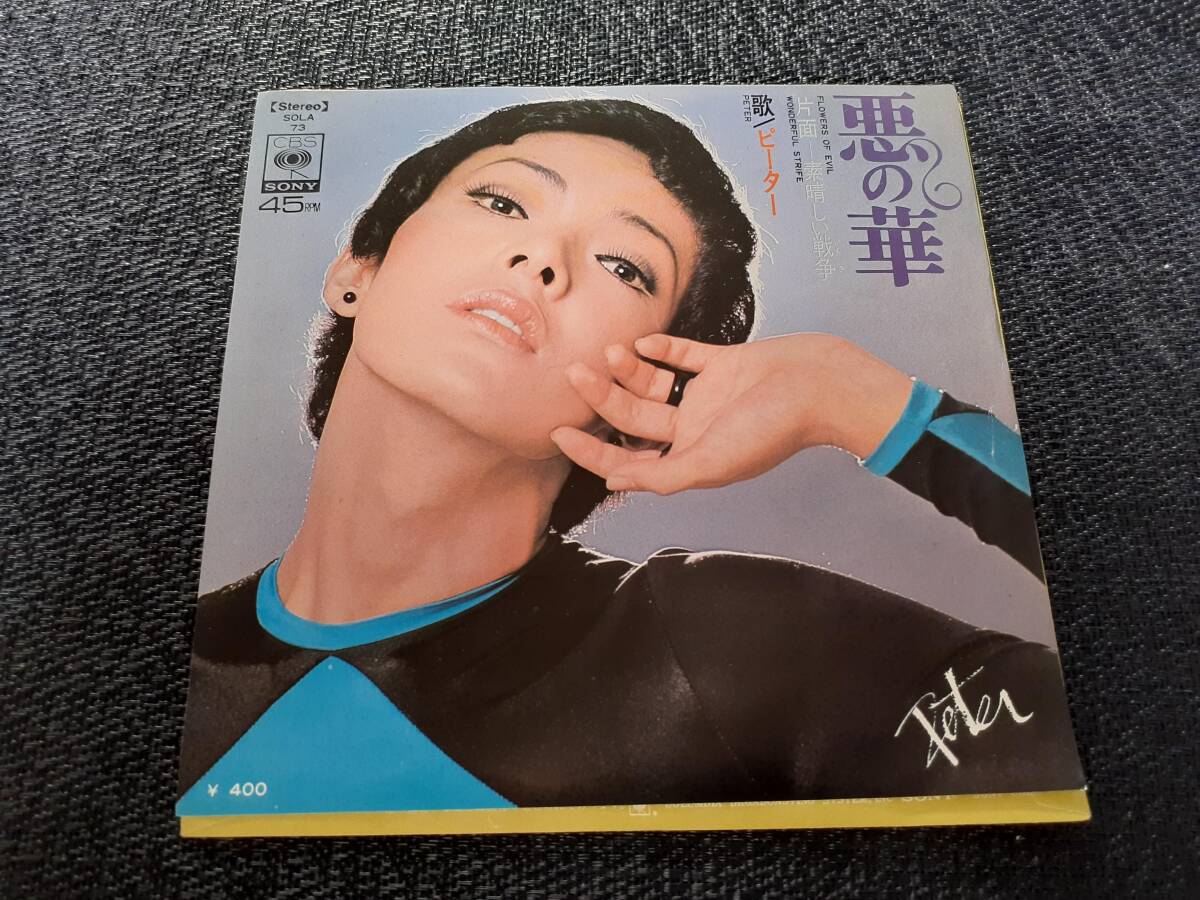 【Stereo】
SOLA
73
CBS
SONY
45RPM
悪の華
FLOWERS OF EVIL
片面―素晴しい戦争
WONDERFUL STRIFE
歌/ピーター
PETER
Peter
¥ 400
SONY